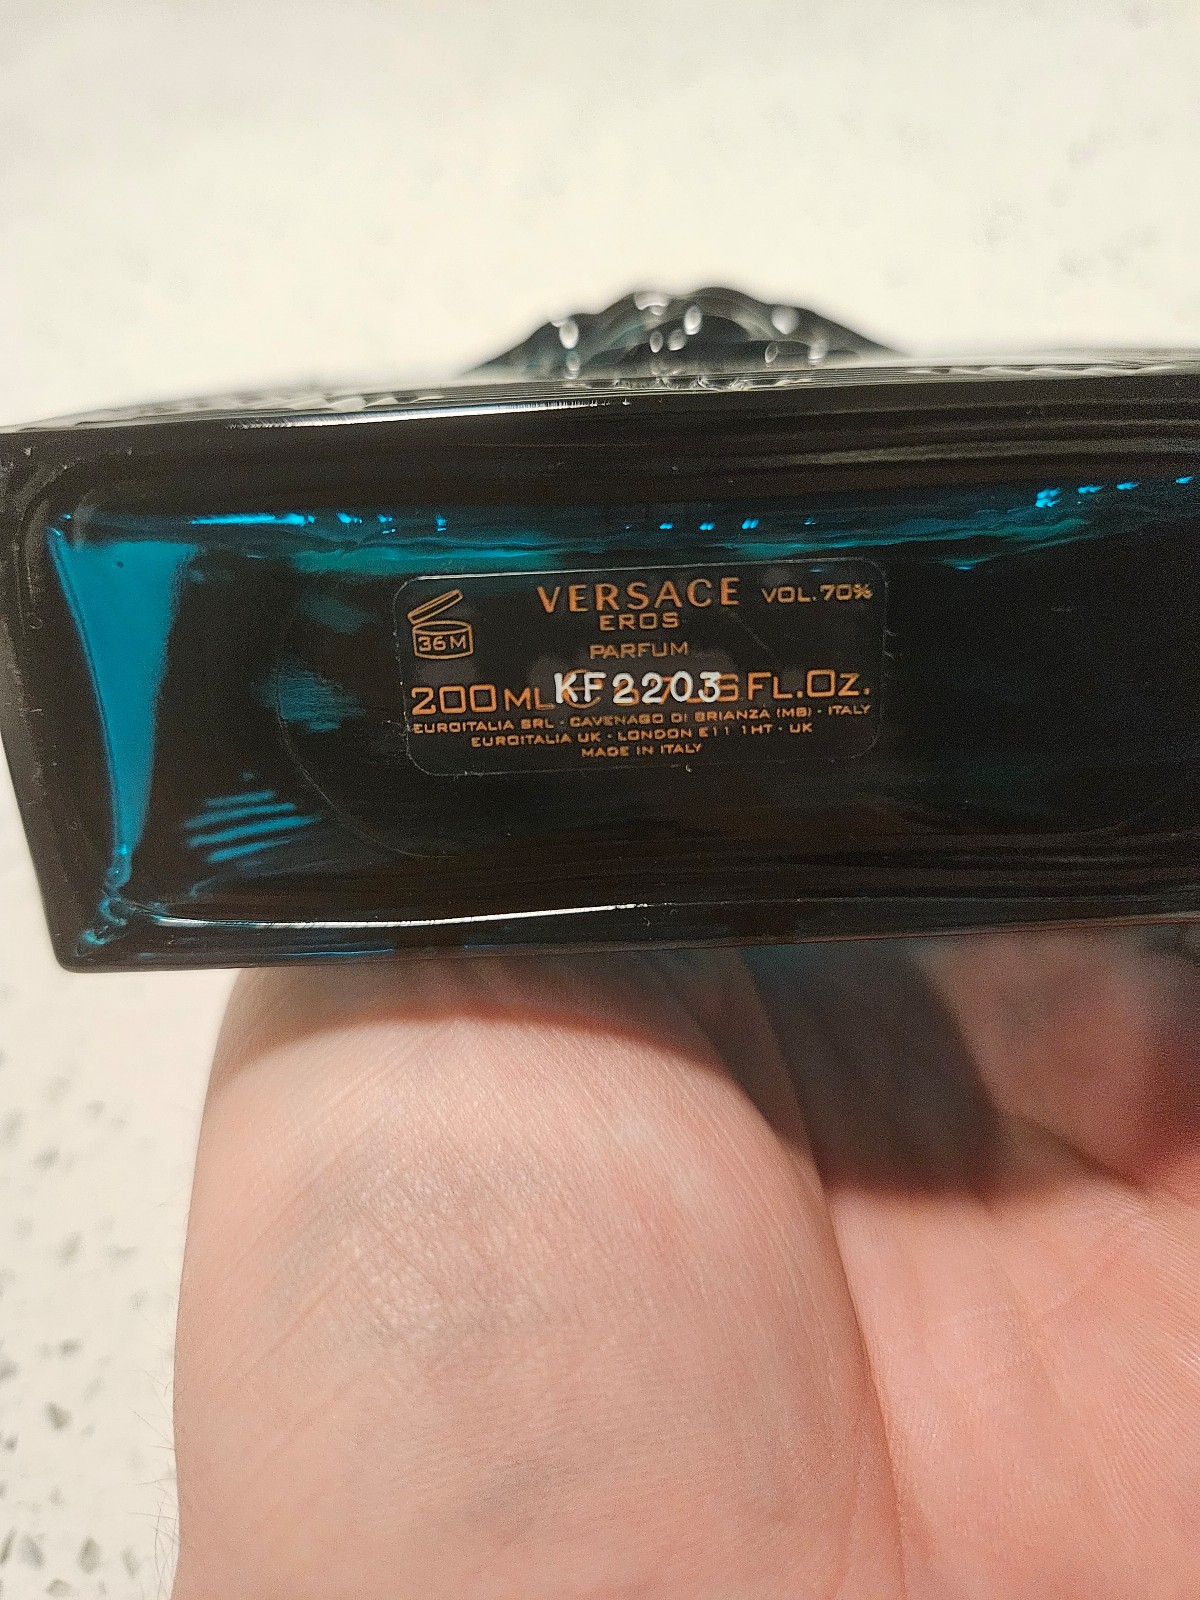 VERSACE VOL.70%
EROS
36M
PARFUM
200ML KF2203 FL.Oz.
EUROITALIA SRL - CAVENAGO DI BRIANZA (MB) - ITALY
EUROITALIA UK - LONDON E11 1HT - UK
MADE IN ITALY